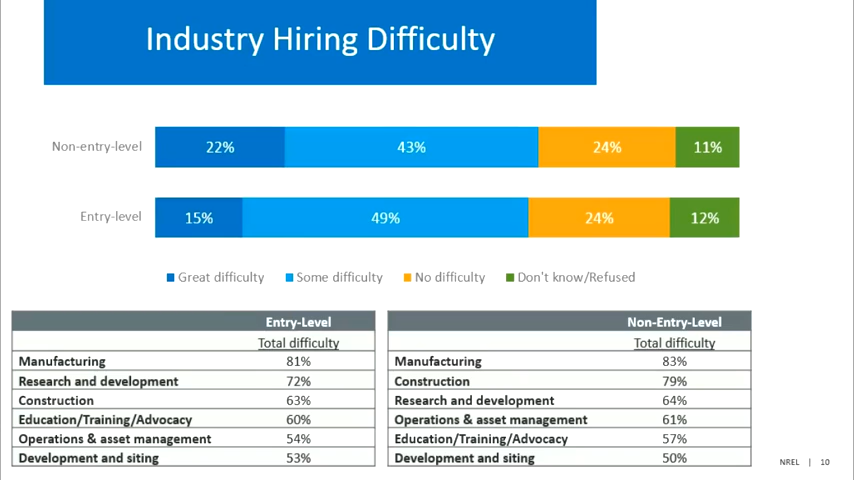 Industry Hiring Difficulty
Non-entry-level 22% 43% 24% 11%
Entry-level 15% 49% 24% 12%
Great difficulty Some difficulty No difficulty Don't know/Refused
Entry-Level
Total difficulty
Manufacturing 81%
Research and development 72%
Construction 63%
Education/Training/Advocacy 60%
Operations & asset management 54%
Development and siting 53%
Non-Entry-Level
Total difficulty
Manufacturing 83%
Construction 79%
Research and development 64%
Operations & asset management 61%
Education/Training/Advocacy 57%
Development and siting 50%
NREL | 10